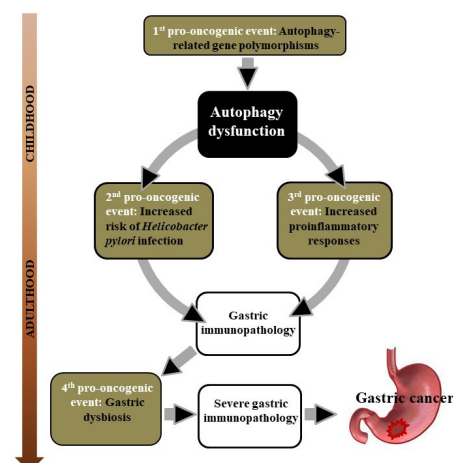 1st pro-oncogenic event: Autophagy-
related gene polymorphisms
CHILDHOOD
Autophagy
dysfunction
2nd pro-oncogenic
event: Increased
risk of Helicobacter
pylori infection
3rd pro-oncogenic
event: Increased
proinflammatory
responses
ADULTHOOD
Gastric
immunopathology
4th pro-oncogenic
event: Gastric
dysbiosis
Severe gastric
immunopathology
Gastric cancer